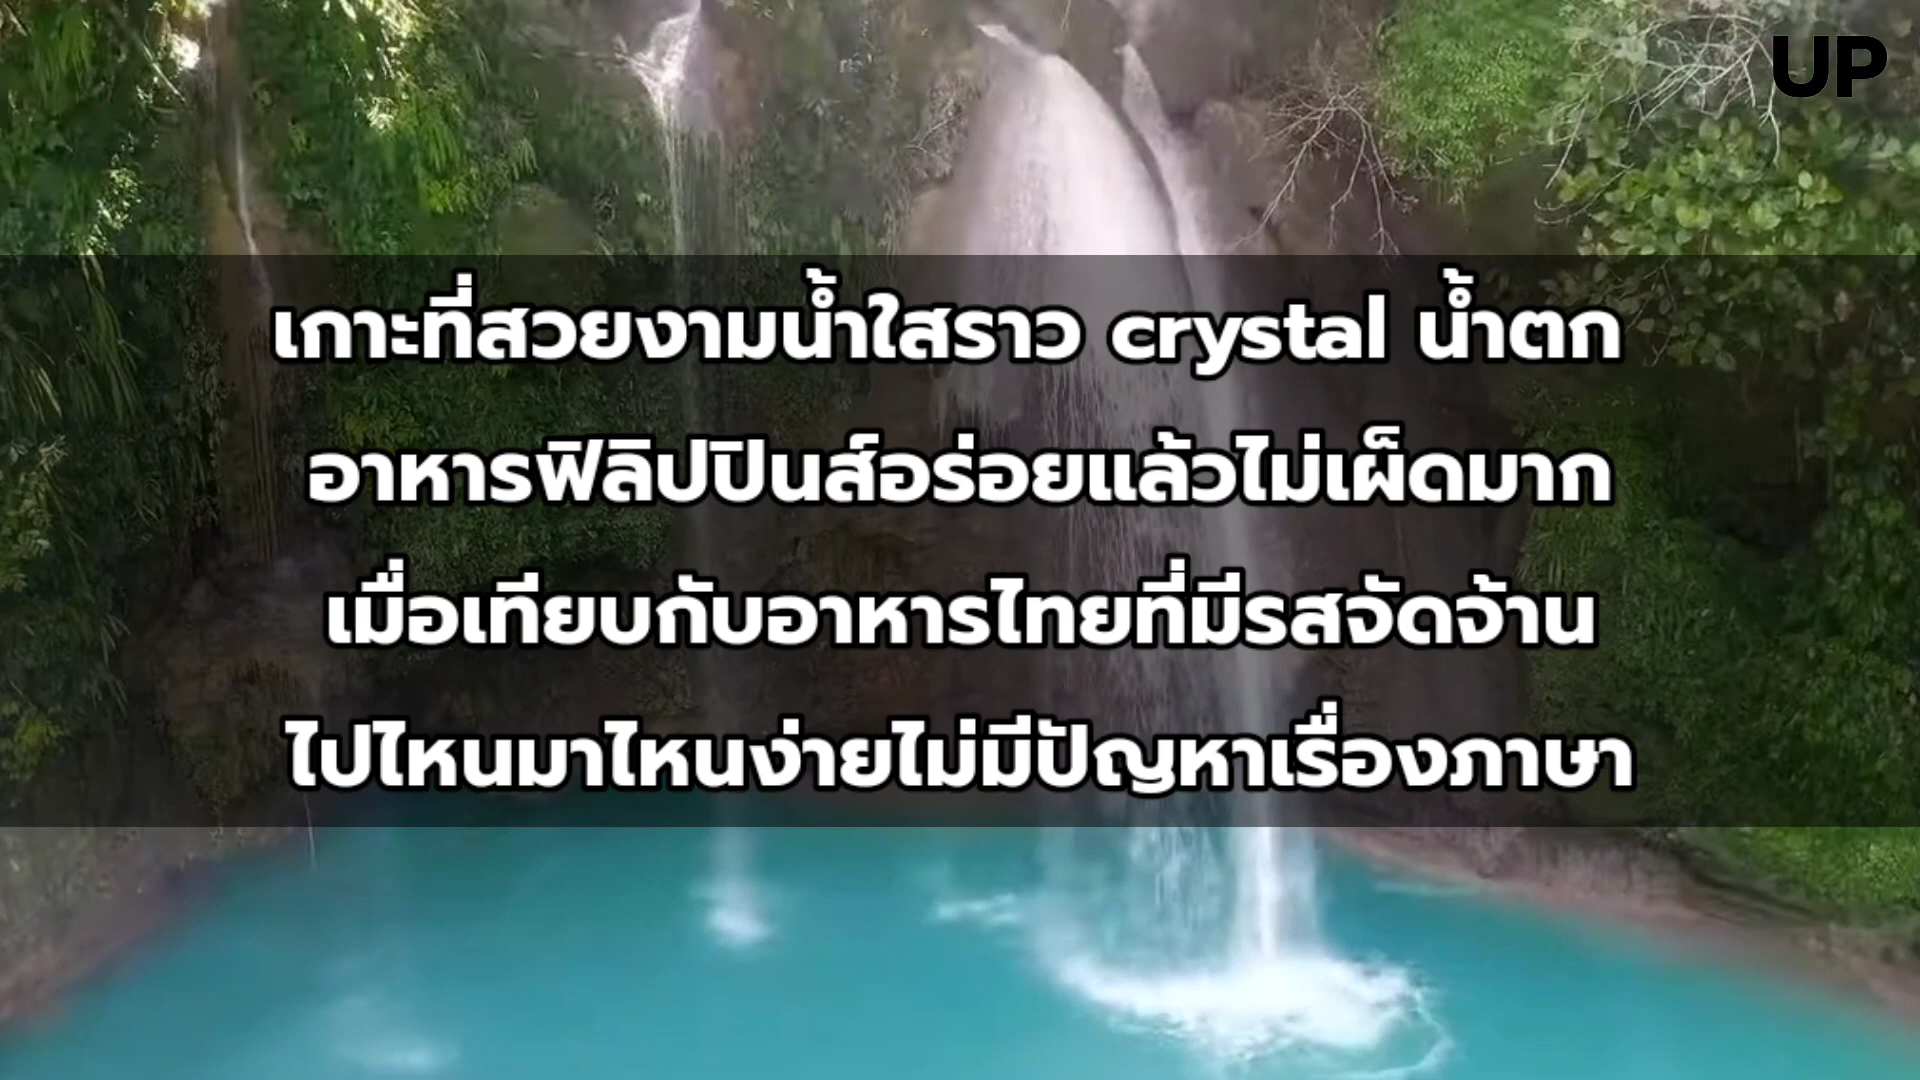 UP
เกาะที่สวยงามน้ำใสราว crystal น้ำตก
อาหารฟิลิปปินส์อร่อยแล้วไม่เผ็ดมาก
เมื่อเทียบกับอาหารไทยที่มีรสจัดจ้าน
ไปไหนมาไหนง่ายไม่มีปัญหาเรื่องภาษา